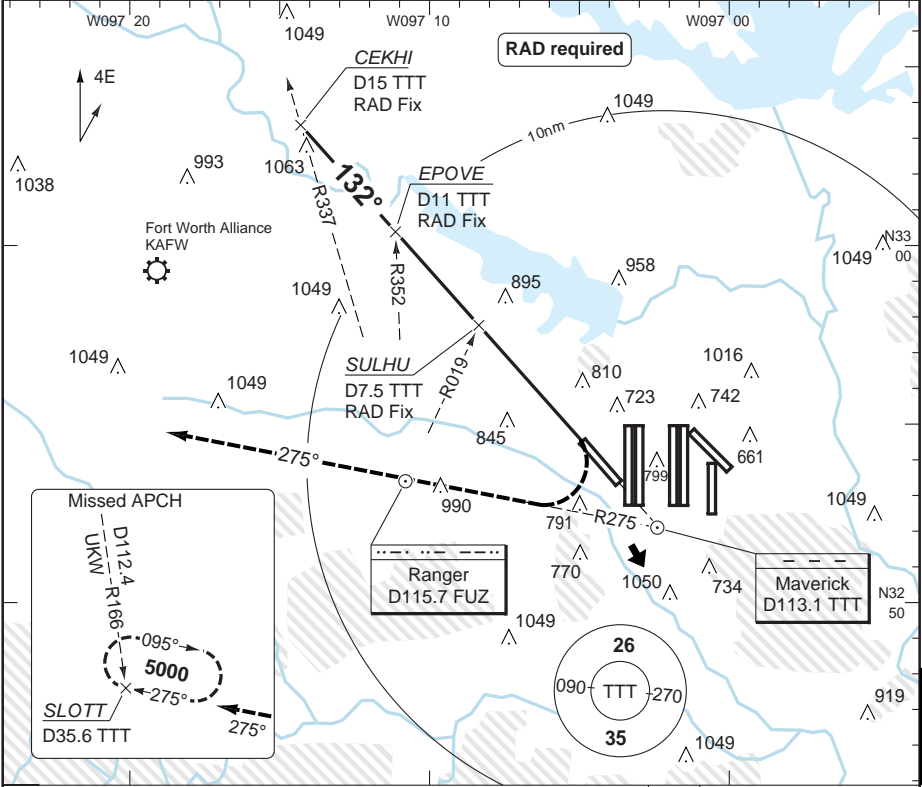 W097 20
W097 10
W097 00
1049
RAD required
CEKHI
D15 TTT
RAD Fix
4E
1049
10nm
1063
993
1038
132°
EPOVE
D11 TTT
RAD Fix
R337
Fort Worth Alliance
KAFW
N33
00
1049
R352
958
895
1049
SULHU
D7.5 TTT
RAD Fix
R019
1049
1049
810
1016
723
742
845
661
799
275°
990
791
R275
1049
Missed APCH
D112.4
UKW
R166
095°
5000
275°
SLOTT
D35.6 TTT
275°
Ranger
D115.7 FUZ
770
1050
734
Maverick
D113.1 TTT
N32
50
1049
26
090
TTT
270
35
919
1049